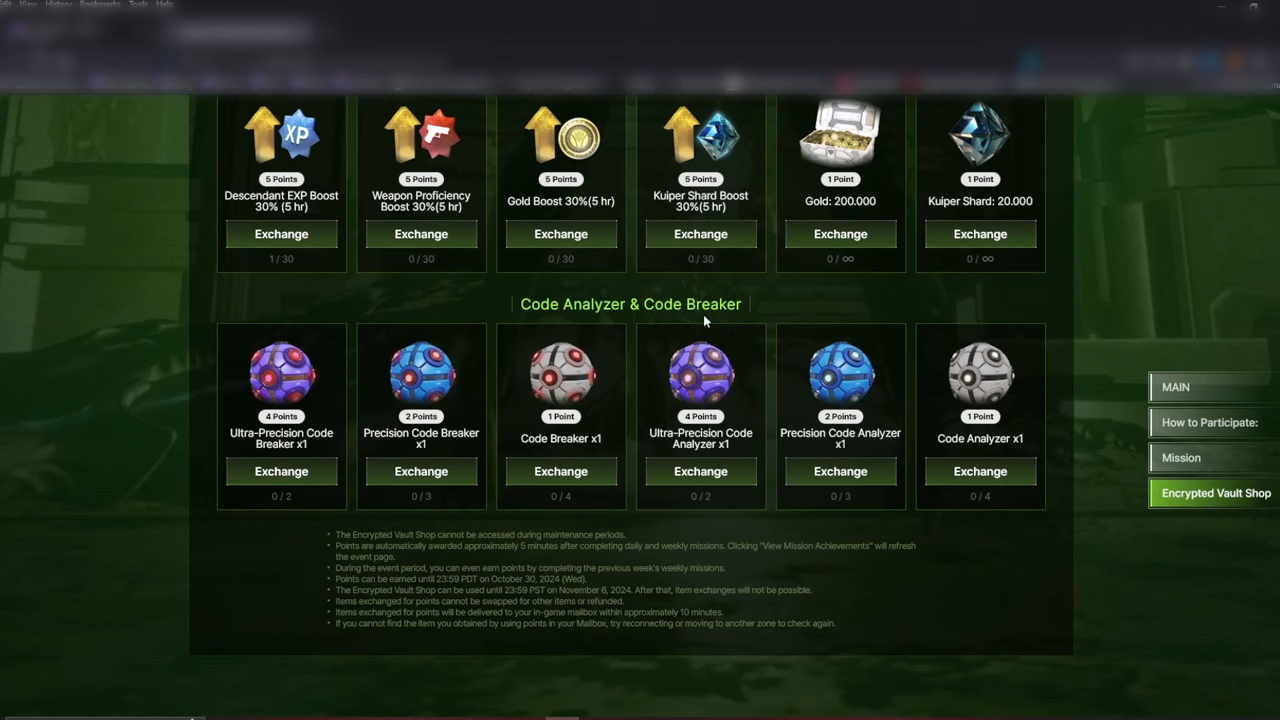 Edit View History Bookmarks Tools Help
XP
5 Points 5 Points 5 Points 5 Points 1 Point 1 Point
Descendant EXP Boost
30% (5 hr)
Weapon Proficiency
Boost 30%(5 hr)
Gold Boost 30%(5 hr)
Kuiper Shard Boost
30%(5 hr)
Gold: 200.000
Kuiper Shard: 20.000
Exchange Exchange Exchange Exchange Exchange Exchange
1 / 30 0 / 30 0 / 30 0 / 30 0 / ∞ 0 / ∞
Code Analyzer & Code Breaker
4 Points 2 Points 1 Point 4 Points 2 Points 1 Point
Ultra-Precision Code
Breaker x1
Precision Code Breaker
x1
Code Breaker x1
Ultra-Precision Code
Analyzer x1
Precision Code Analyzer
x1
Code Analyzer x1
Exchange Exchange Exchange Exchange Exchange Exchange
0 / 2 0 / 3 0 / 4 0 / 2 0 / 3 0 / 4
MAIN
How to Participate:
Mission
Encrypted Vault Shop
• The Encrypted Vault Shop cannot be accessed during maintenance periods.
• Points are automatically awarded approximately 5 minutes after completing daily and weekly missions. Clicking "View Mission Achievements" will refresh
the event page.
• During the event period, you can even earn points by completing the previous week's weekly missions.
• Points can be earned until 23:59 PDT on October 30, 2024 (Wed).
• The Encrypted Vault Shop can be used until 23:59 PST on November 6, 2024. After that, item exchanges will not be possible.
• Items exchanged for points cannot be swapped for other items or refunded.
• Items exchanged for points will be delivered to your in-game mailbox within approximately 10 minutes.
• If you cannot find the item you obtained by using points in your Mailbox, try reconnecting or moving to another zone to check again.